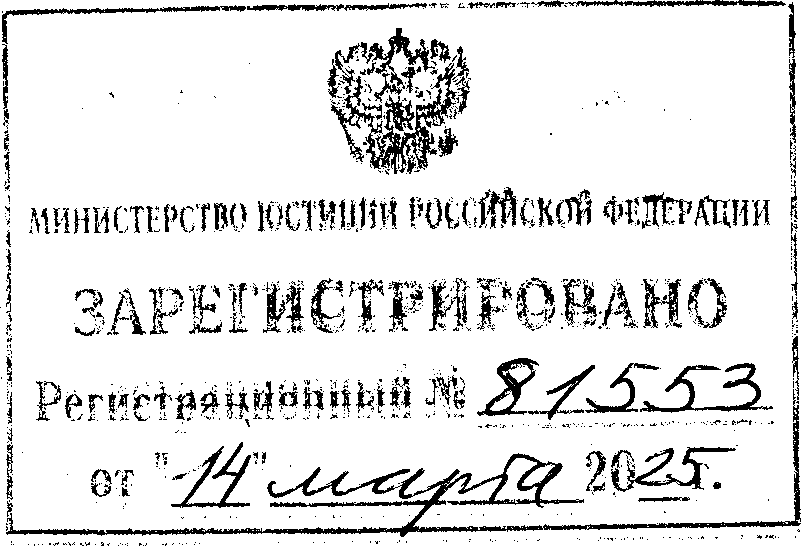 МИНИСТЕРСТВО ЮСТИЦИИ РОССИЙСКОЙ ФЕДЕРАЦИИ
ЗАРЕГИСТРИРОВАНО
Регистрационный № 81553
от "14" марта 2025.